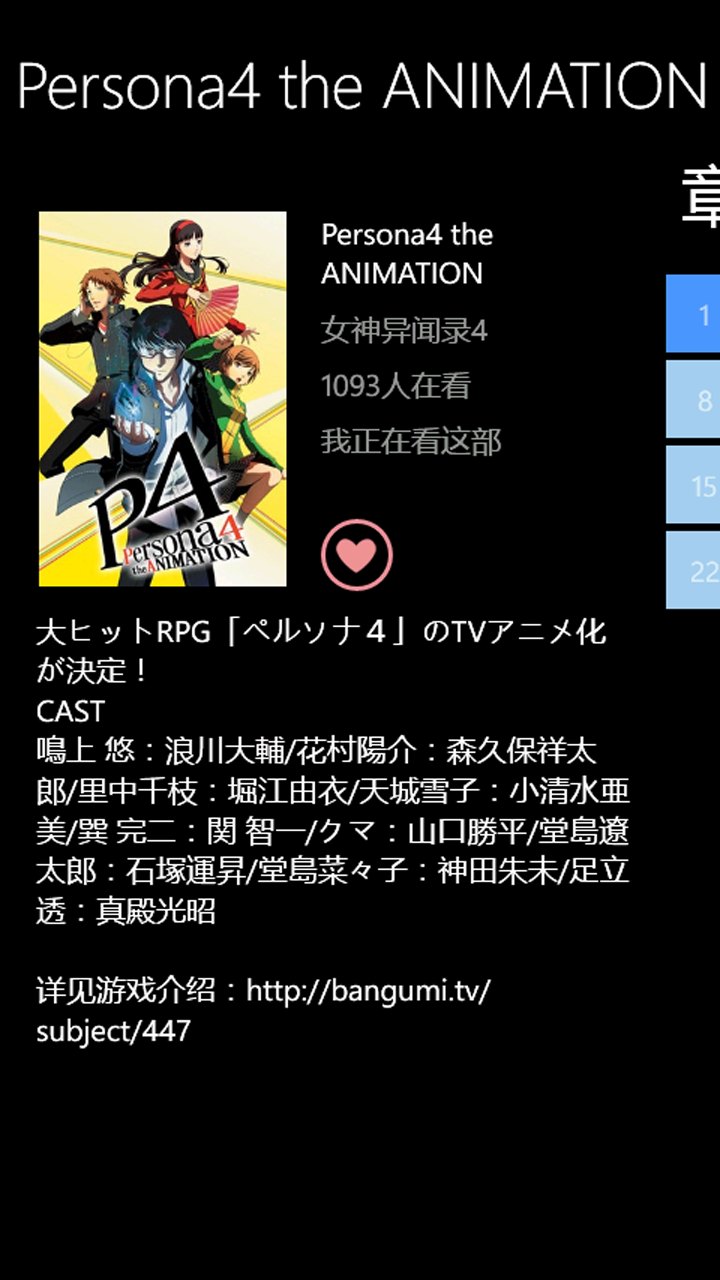 Persona4 the ANIMATION
章
1
8
15
22
Persona4 the
ANIMATION
女神异闻录4
1093人在看
我正在看这部
P4
Persona4
the ANIMATION
大ヒットRPG「ペルソナ４」のTVアニメ化
が決定！
CAST
鳴上 悠：浪川大輔/花村陽介：森久保祥太
郎/里中千枝：堀江由衣/天城雪子：小清水亜
美/巽 完二：関 智一/クマ：山口勝平/堂島遼
太郎：石塚運昇/堂島菜々子：神田朱未/足立
透：真殿光昭
详见游戏介绍：http://bangumi.tv/
subject/447